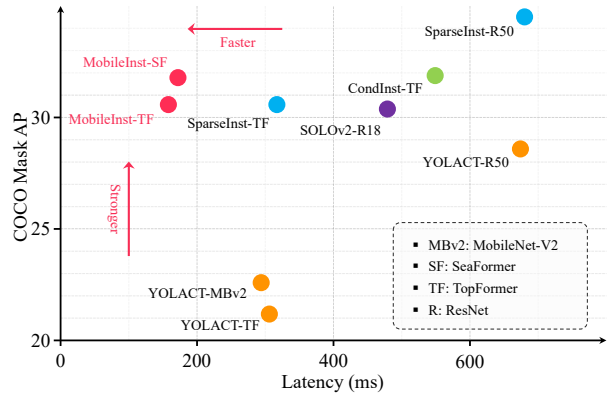 SparseInst-R50
Faster
MobileInst-SF
CondInst-TF
MobileInst-TF
SparseInst-TF
SOLOv2-R18
YOLACT-R50
Stronger
COCO Mask AP
30
25
20
YOLACT-MBv2
YOLACT-TF
▪ MBv2: MobileNet-V2
▪ SF: SeaFormer
▪ TF: TopFormer
▪ R: ResNet
0 200 400 600
Latency (ms)